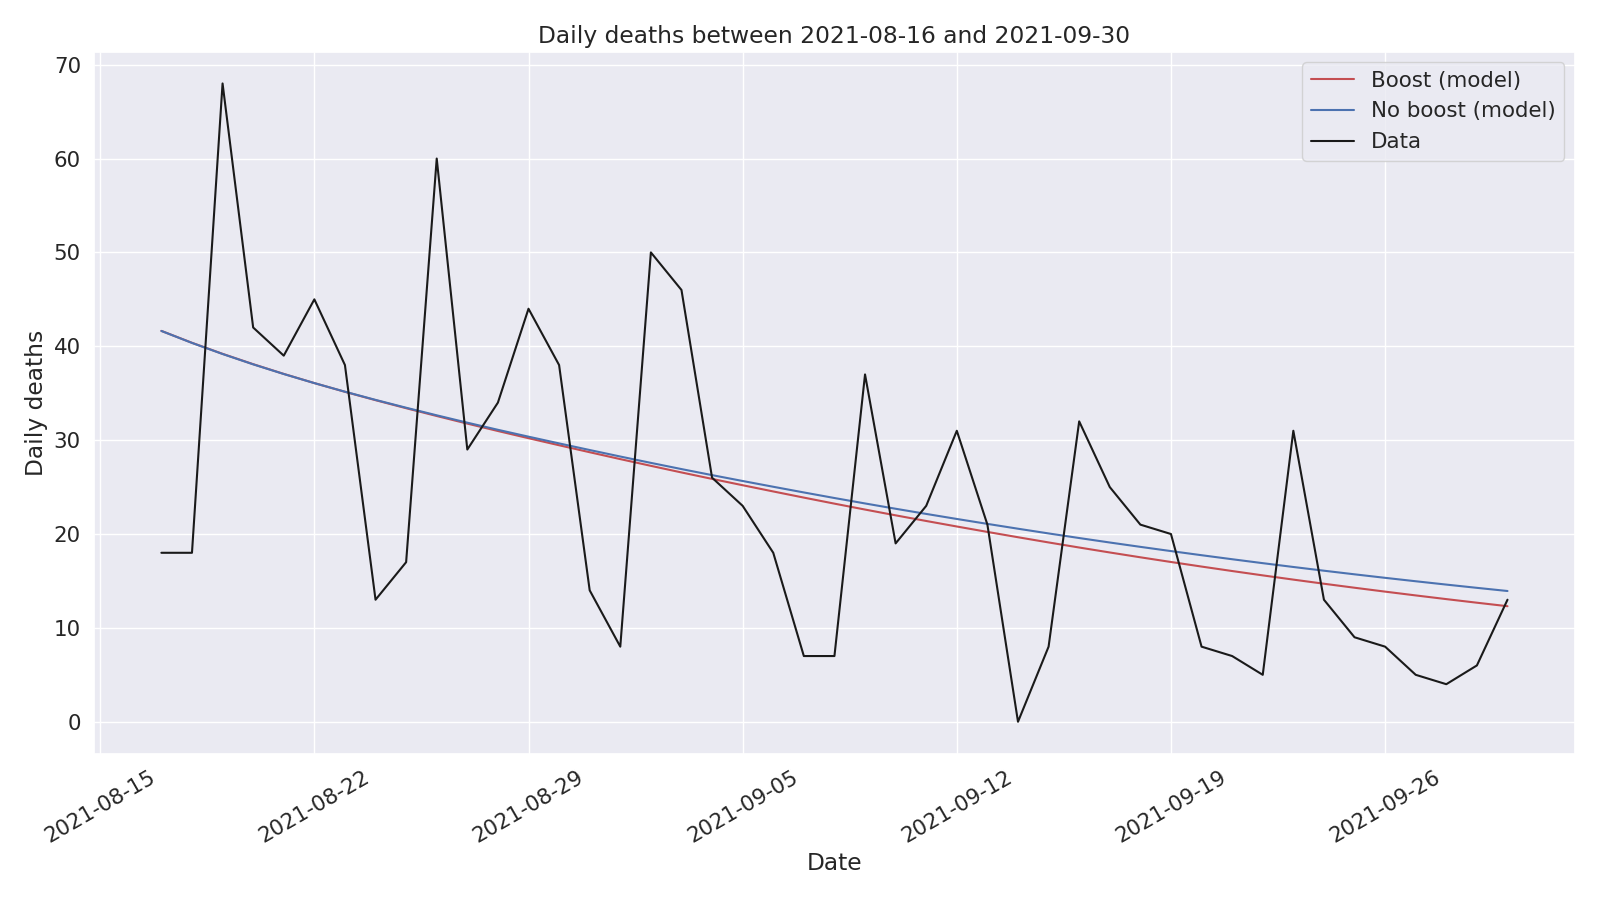 Daily deaths between 2021-08-16 and 2021-09-30
Boost (model)
No boost (model)
Data
Daily deaths
70
60
50
40
30
20
10
0
2021-08-15
2021-08-22
2021-08-29
2021-09-05
2021-09-12
2021-09-19
2021-09-26
Date